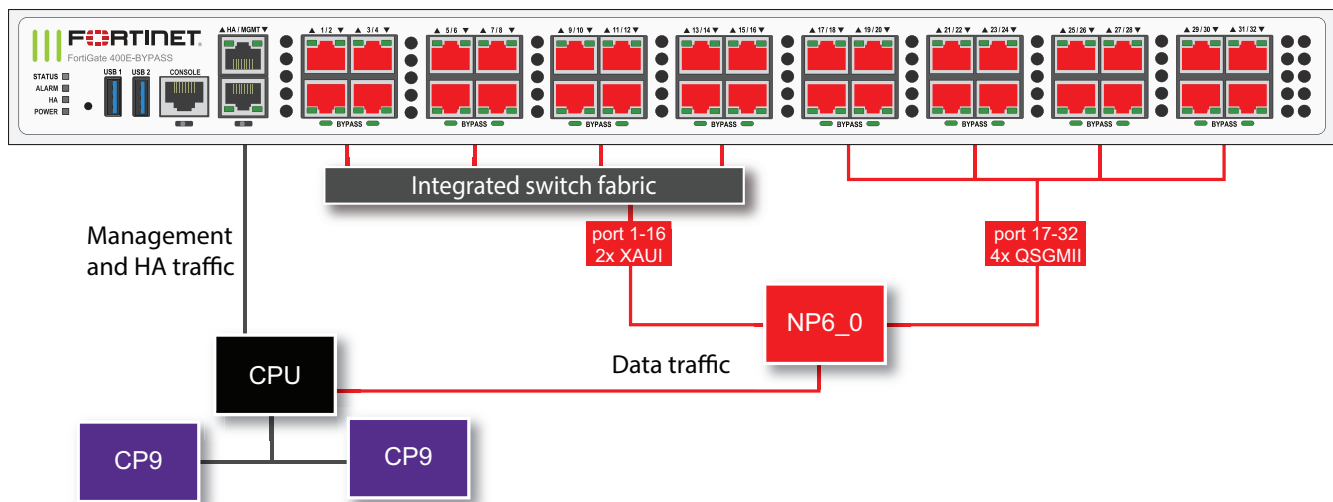 FORTINET
FortiGate 400E-BYPASS
STATUS
ALARM
HA
POWER
USB 1
USB 2
CONSOLE
▲ HA / MGMT ▼
▲ 1 / 2 ▼
▲ 3 / 4 ▼
▲ 5 / 6 ▼
▲ 7 / 8 ▼
▲ 9 / 10 ▼
▲ 11 / 12 ▼
▲ 13 / 14 ▼
▲ 15 / 16 ▼
▲ 17 / 18 ▼
▲ 19 / 20 ▼
▲ 21 / 22 ▼
▲ 23 / 24 ▼
▲ 25 / 26 ▼
▲ 27 / 28 ▼
▲ 29 / 30 ▼
▲ 31 / 32 ▼
BYPASS
BYPASS
BYPASS
BYPASS
BYPASS
BYPASS
BYPASS
BYPASS
Integrated switch fabric
Management
and HA traffic
port 1-16
2x XAUI
port 17-32
4x QSGMII
NP6_0
Data traffic
CPU
CP9
CP9